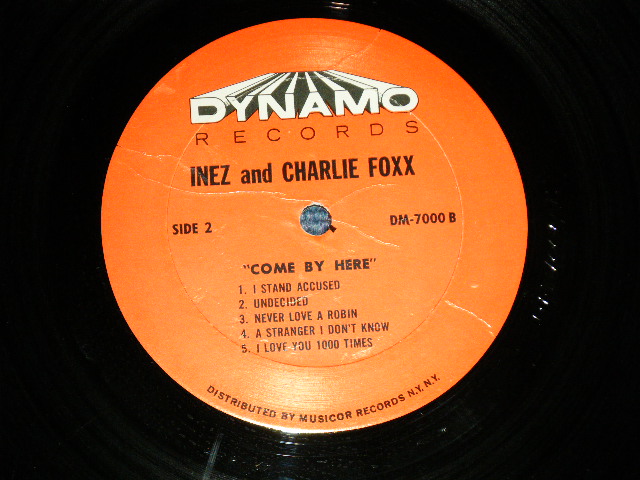 DYNAMO
RECORDS
INEZ and CHARLIE FOXX
SIDE 2
DM-7000 B
"COME BY HERE"
1. I STAND ACCUSED
2. UNDECIDED
3. NEVER LOVE A ROBIN
4. A STRANGER I DON'T KNOW
5. I LOVE YOU 1000 TIMES
DISTRIBUTED BY MUSICOR RECORDS N.Y. N.Y.